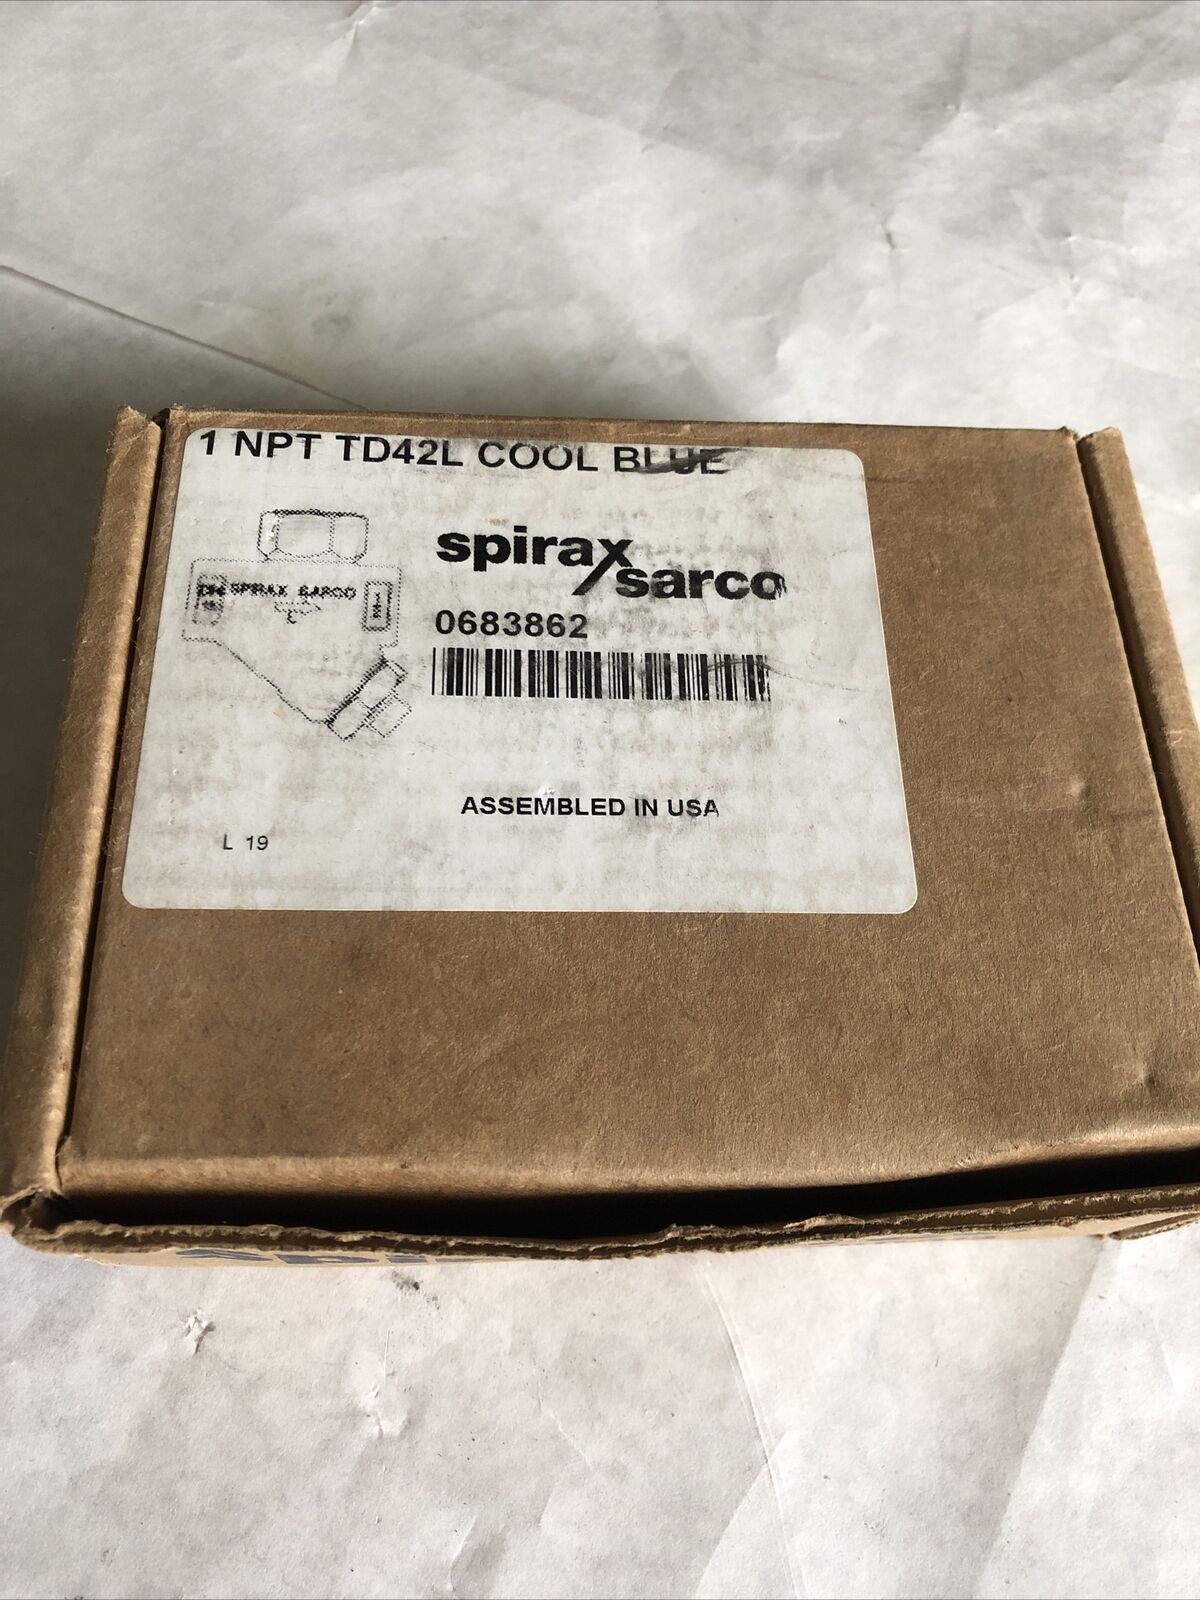 1 NPT TD42L COOL BLUE
spirax
sarco
SPIRAX SARCO
0683862
ASSEMBLED IN USA
L 19